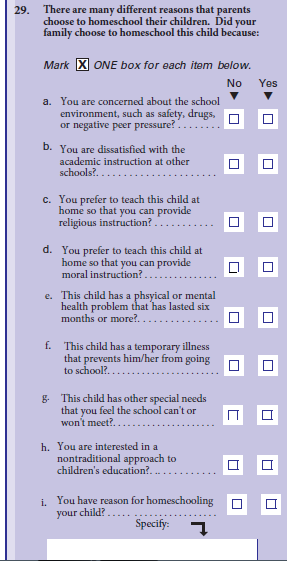 29. There are many different reasons that parents
choose to homeschool their children. Did your
family choose to homeschool this child because:
Mark X ONE box for each item below.
No Yes
a. You are concerned about the school
environment, such as safety, drugs,
or negative peer pressure? . . . . . . . .
b. You are dissatisfied with the
academic instruction at other
schools?. . . . . . . . . . . . . . . . . . . . . .
c. You prefer to teach this child at
home so that you can provide
religious instruction? . . . . . . . . . . .
d. You prefer to teach this child at
home so that you can provide
moral instruction? . . . . . . . . . . . . .
e. This child has a phsyical or mental
health problem that has lasted six
months or more?. . . . . . . . . . . . . . .
f. This child has a temporary illness
that prevents him/her from going
to school?. . . . . . . . . . . . . . . . . . . . .
g. This child has other special needs
that you feel the school can't or
won't meet?. . . . . . . . . . . . . . . . . . .
h. You are interested in a
nontraditional approach to
children's education?. . . . . . . . . . . .
i. You have reason for homeschooling
your child? . . . . . . . . . . . . . . . . . . .
Specify: